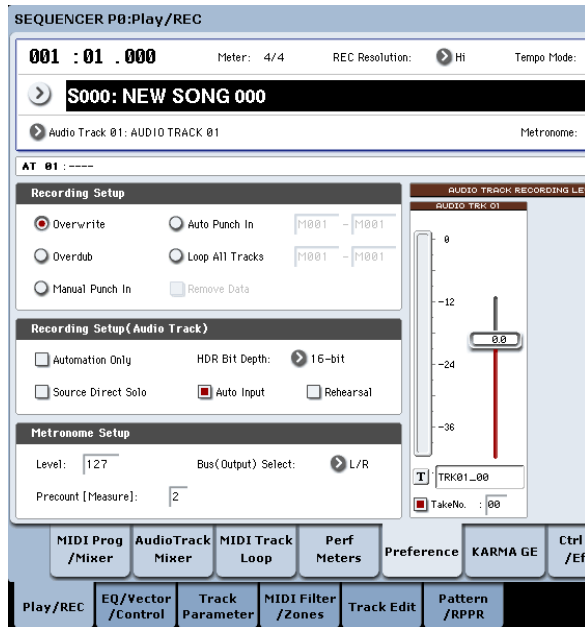 SEQUENCER P0:Play/REC
001 :01 .000 Meter: 4/4 REC Resolution: Hi Tempo Mode:
S000: NEW SONG 000
Audio Track 01: AUDIO TRACK 01 Metronome:
AT 01 :----
Recording Setup
Overwrite Auto Punch In M001 - M001
Overdub Loop All Tracks M001 - M001
Manual Punch In Remove Data
Recording Setup(Audio Track)
Automation Only HDR Bit Depth: 16-bit
Source Direct Solo Auto Input Rehearsal
Metronome Setup
Level: 127 Bus(Output) Select: L/R
Precount [Measure]: 2
AUDIO TRACK RECORDING LE
AUDIO TRK 01
0
-12
0.0
-24
-36
T TRK01_00
TakeNo. : 00
MIDI Prog /Mixer AudioTrack Mixer MIDI Track Loop Perf Meters Preference KARMA GE Ctrl /Ef
Play/REC EQ/Vector /Control Track Parameter MIDI Filter /Zones Track Edit Pattern /RPPR